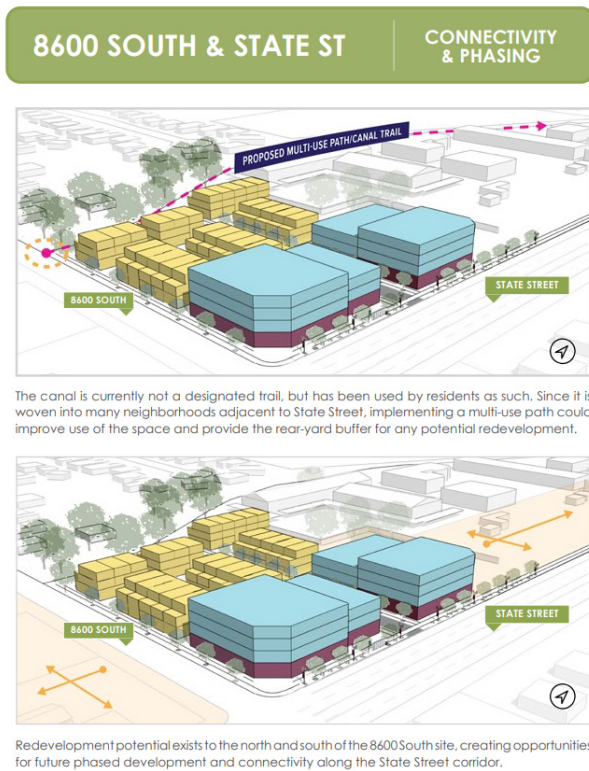 8600 SOUTH & STATE ST
CONNECTIVITY
& PHASING
PROPOSED MULTI-USE PATH/CANAL TRAIL
8600 SOUTH
STATE STREET
The canal is currently not a designated trail, but has been used by residents as such. Since it is
woven into many neighborhoods adjacent to State Street, implementing a multi-use path could
improve use of the space and provide the rear-yard buffer for any potential redevelopment.
8600 SOUTH
STATE STREET
Redevelopment potential exists to the north and south of the 8600 South site, creating opportunities
for future phased development and connectivity along the State Street corridor.